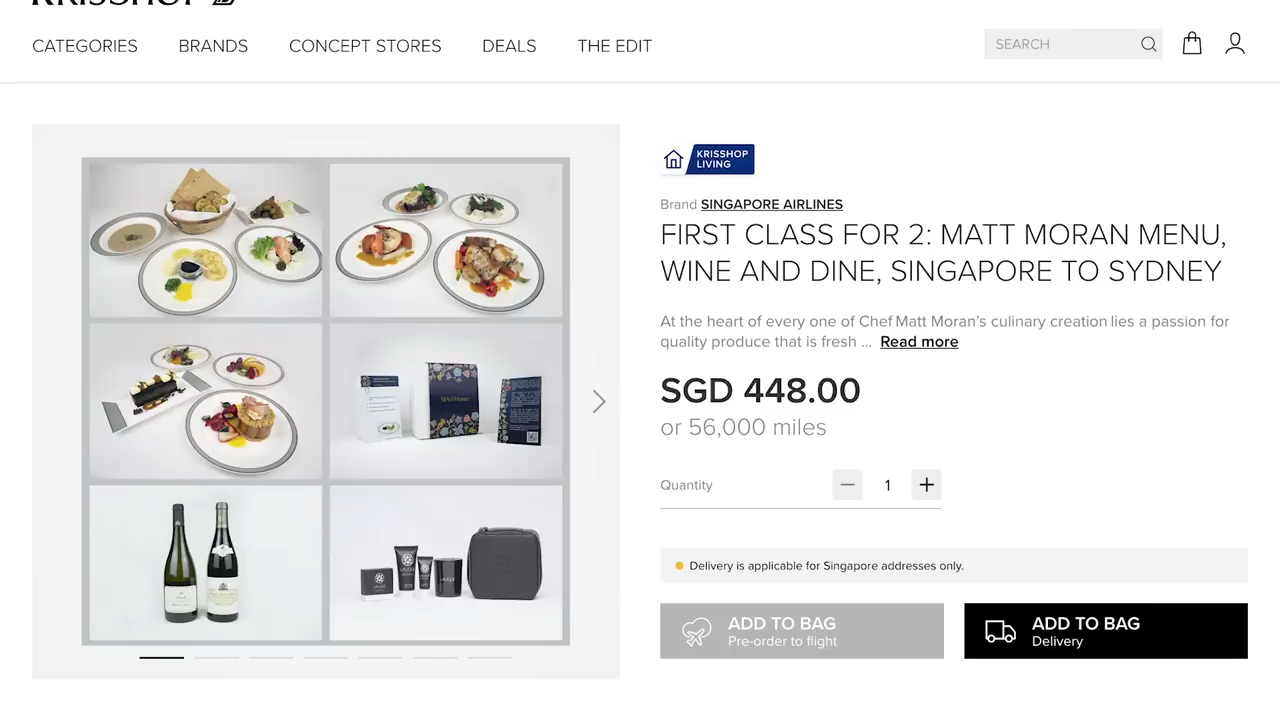 KRISSHOP
CATEGORIES BRANDS CONCEPT STORES DEALS THE EDIT
SEARCH
KRISSHOP
LIVING
Brand SINGAPORE AIRLINES
FIRST CLASS FOR 2: MATT MORAN MENU,
WINE AND DINE, SINGAPORE TO SYDNEY
At the heart of every one of Chef Matt Moran's culinary creation lies a passion for
quality produce that is fresh ... Read more
SGD 448.00
or 56,000 miles
Quantity
1
Delivery is applicable for Singapore addresses only.
ADD TO BAG
Pre-order to flight
ADD TO BAG
Delivery